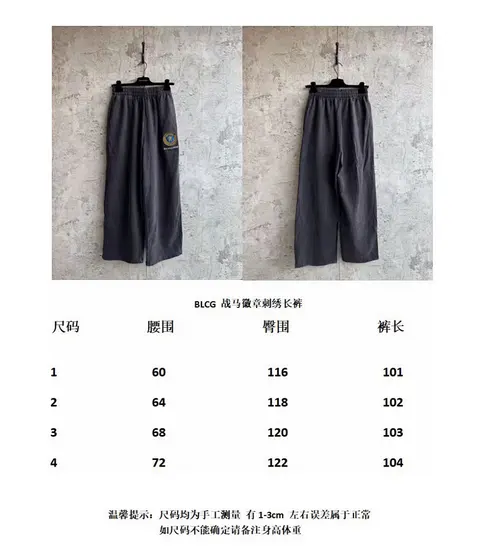 BLCG 战马徽章刺绣长裤
尺码 腰围 臀围 裤长
1 60 116 101
2 64 118 102
3 68 120 103
4 72 122 104
温馨提示：尺码均为手工测量 有1-3cm 左右误差属于正常
如尺码不能确定请备注身高体重